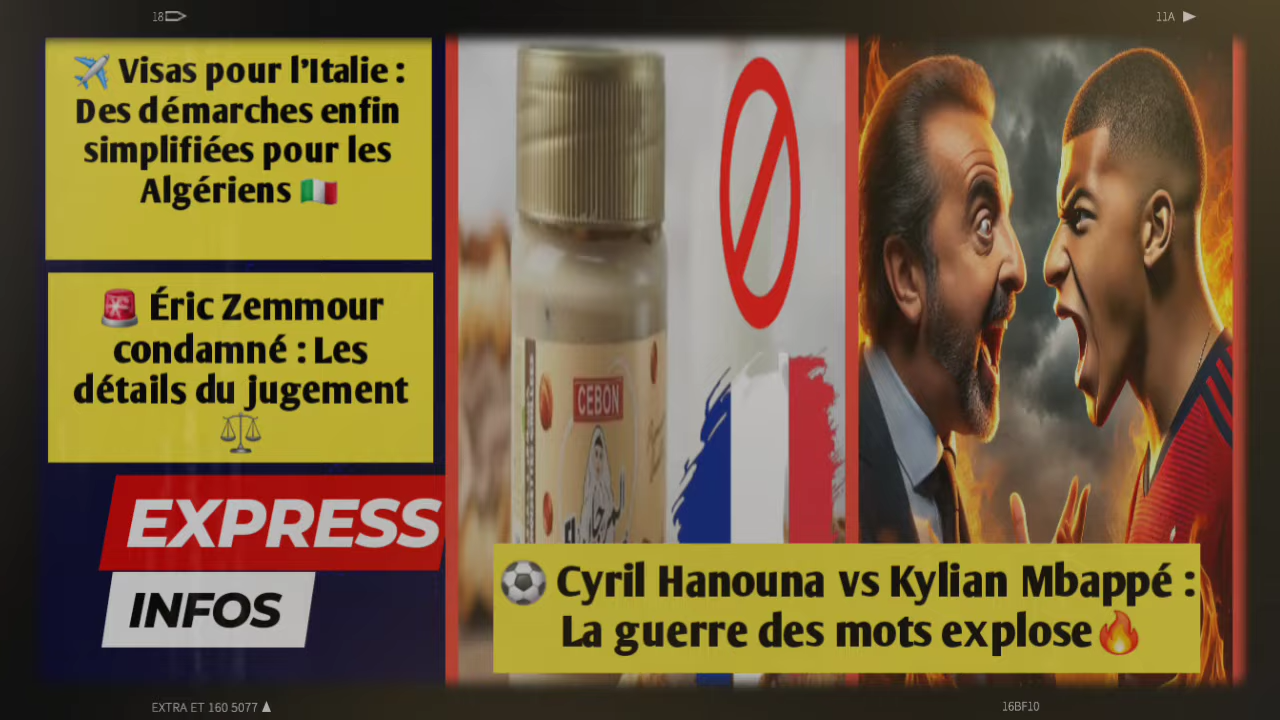 18
11A
Visas pour l'Italie :
Des démarches enfin
simplifiées pour les
Algériens
Éric Zemmour
condamné : Les
détails du jugement
EXPRESS
INFOS
CEBON
Cyril Hanouna vs Kylian Mbappé :
La guerre des mots explose
EXTRA ET 160 5077
16BF10